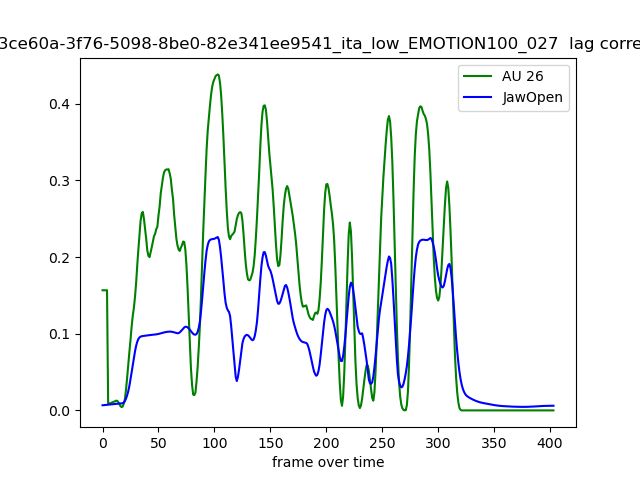 3ce60a-3f76-5098-8be0-82e341ee9541_ita_low_EMOTION100_027 lag corre
AU 26
JawOpen
0.4
0.3
0.2
0.1
0.0
0 50 100 150 200 250 300 350 400
frame over time